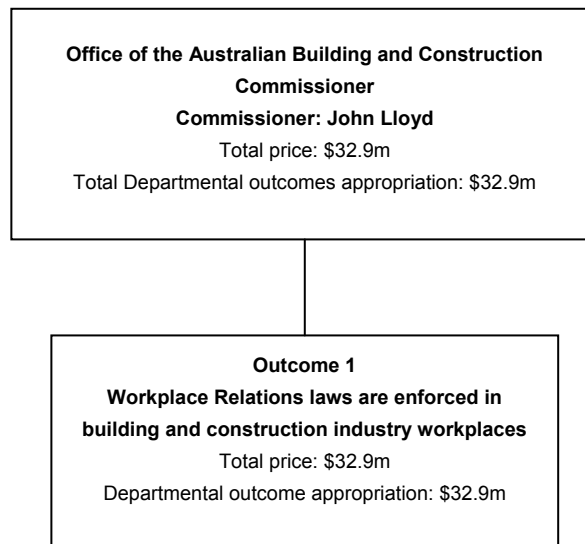 Office of the Australian Building and Construction
Commissioner
Commissioner: John Lloyd
Total price: $32.9m
Total Departmental outcomes appropriation: $32.9m
Outcome 1
Workplace Relations laws are enforced in
building and construction industry workplaces
Total price: $32.9m
Departmental outcome appropriation: $32.9m